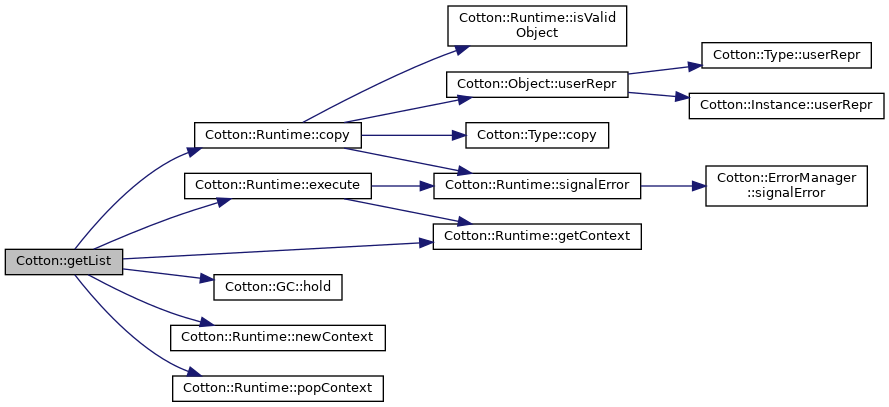 Cotton::Runtime::isValid
Object
Cotton::Type::userRepr
Cotton::Object::userRepr
Cotton::Instance::userRepr
Cotton::Runtime::copy
Cotton::Type::copy
Cotton::Runtime::execute
Cotton::Runtime::signalError
Cotton::ErrorManager
::signalError
Cotton::Runtime::getContext
Cotton::getList
Cotton::GC::hold
Cotton::Runtime::newContext
Cotton::Runtime::popContext